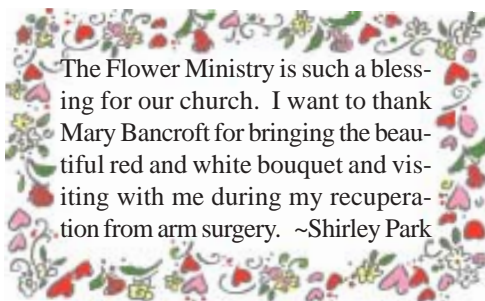 The Flower Ministry is such a bless-
ing for our church.  I want to thank
Mary Bancroft for bringing the beau-
tiful red and white bouquet and vis-
iting with me during my recupera-
tion from arm surgery.  ~Shirley Park